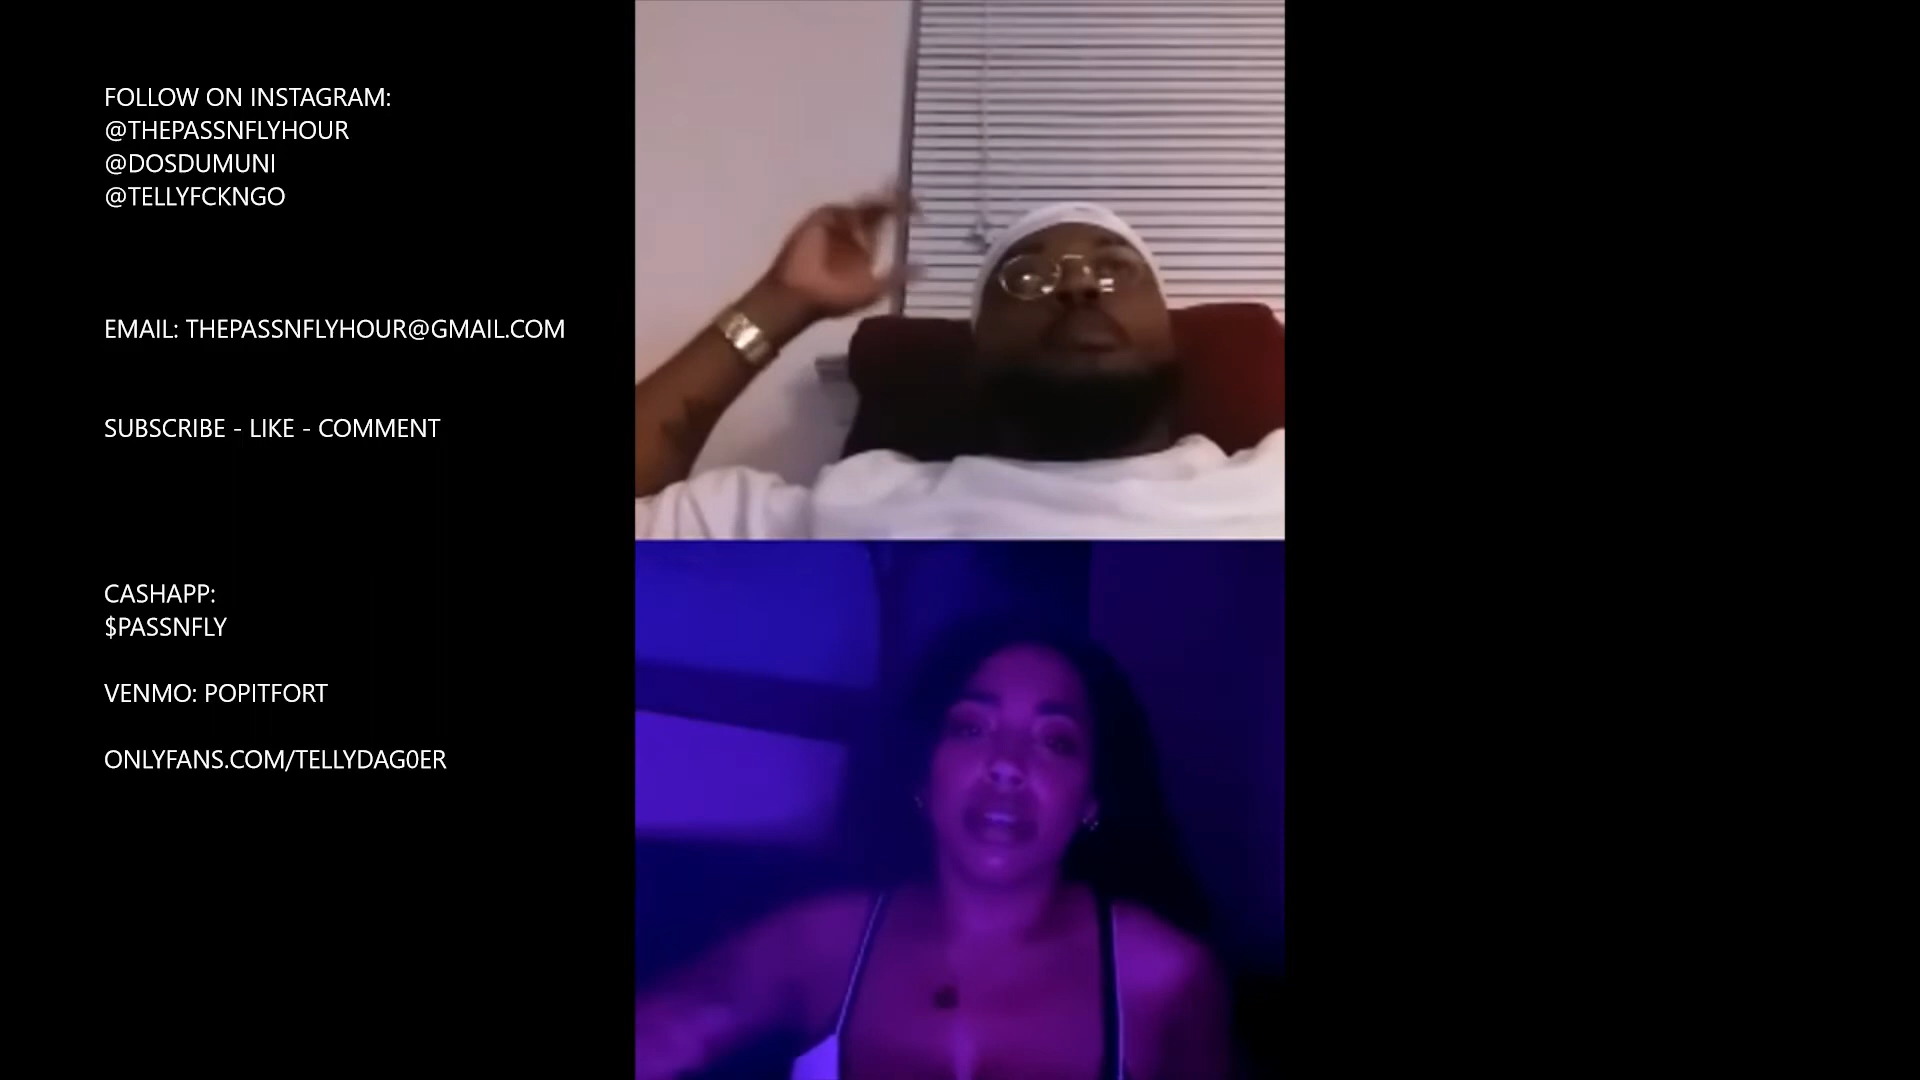 FOLLOW ON INSTAGRAM:
@THEPASSNFLYHOUR
@DOSDUMUNI
@TELLYFCKNGO
EMAIL: THEPASSNFLYHOUR@GMAIL.COM
SUBSCRIBE - LIKE - COMMENT
CASHAPP:
$PASSNFLY
VENMO: POPITFORT
ONLYFANS.COM/TELLYDAG0ER